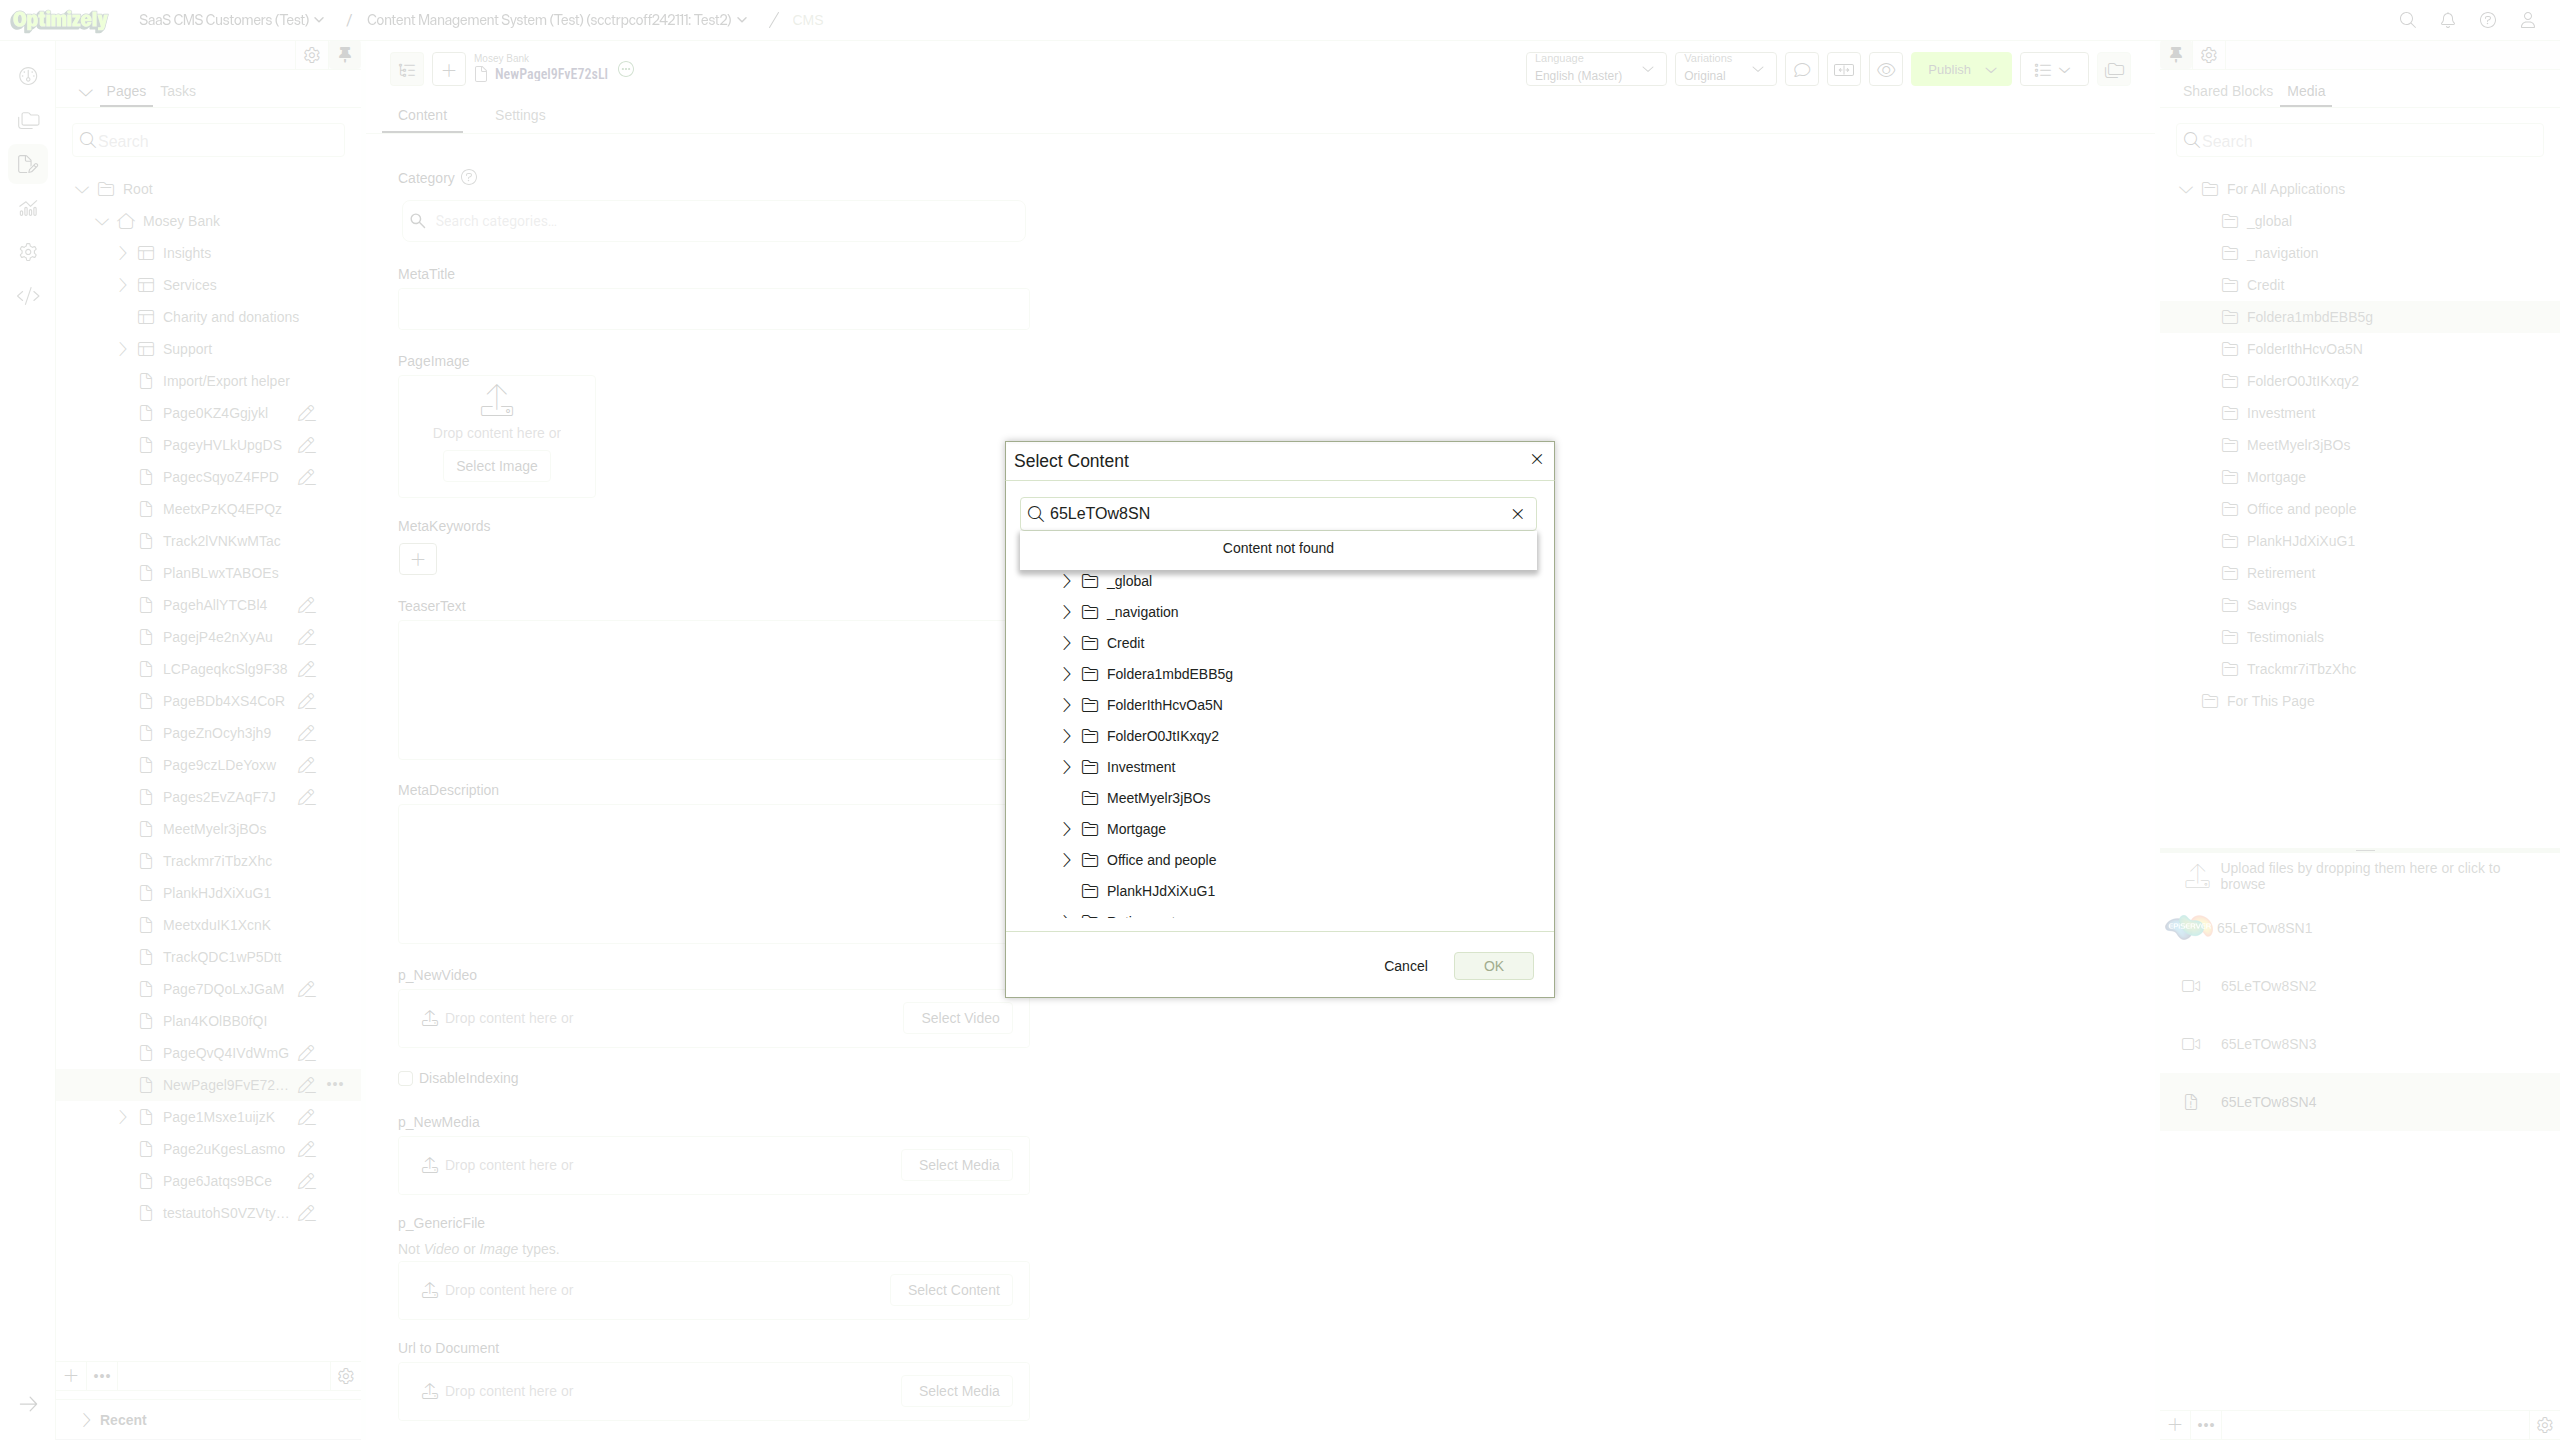 Optimizely
SaaS CMS Customers (Test)
/
Content Management System (Test) (scctrpcoff242111: Test2)
/
CMS
Pages
Tasks
Search
Root
Mosey Bank
Insights
Services
Charity and donations
Support
Import/Export helper
Page0KZ4Ggjykl
PageyHVLkUpgDS
PagecSqyoZ4FPD
MeetxPzKQ4EPQz
Track2lVNKwMTac
PlanBLwxTABOEs
PagehAllYTCBl4
PagejP4e2nXyAu
LCPageqkcSlg9F38
PageBDb4XS4CoR
PageZnOcyh3jh9
Page9czLDeYoxw
Pages2EvZAqF7J
MeetMyelr3jBOs
Trackmr7iTbzXhc
PlankHJdXiXuG1
MeetxduIK1XcnK
TrackQDC1wP5Dtt
Page7DQoLxJGaM
Plan4KOlBB0fQI
PageQvQ4IVdWmG
NewPagel9FvE72...
Page1Msxe1uijzK
Page2uKgesLasmo
Page6Jatqs9BCe
testautohS0VZVty...
Recent
Mosey Bank
NewPagel9FvE72sLI
Language
English (Master)
Variations
Original
Publish
Content
Settings
Category
Search categories...
MetaTitle
PageImage
Drop content here or
Select Image
MetaKeywords
TeaserText
MetaDescription
p_NewVideo
Drop content here or
Select Video
DisableIndexing
p_NewMedia
Drop content here or
Select Media
p_GenericFile
Not Video or Image types.
Drop content here or
Select Content
Url to Document
Drop content here or
Select Media
Select Content
65LeTOw8SN
Content not found
_global
_navigation
Credit
Foldera1mbdEBB5g
FolderIthHcvOa5N
FolderO0JtIKxqy2
Investment
MeetMyelr3jBOs
Mortgage
Office and people
PlankHJdXiXuG1
Cancel
OK
Shared Blocks
Media
Search
For All Applications
_global
_navigation
Credit
Foldera1mbdEBB5g
FolderIthHcvOa5N
FolderO0JtIKxqy2
Investment
MeetMyelr3jBOs
Mortgage
Office and people
PlankHJdXiXuG1
Retirement
Savings
Testimonials
Trackmr7iTbzXhc
For This Page
Upload files by dropping them here or click to
browse
65LeTOw8SN1
65LeTOw8SN2
65LeTOw8SN3
65LeTOw8SN4